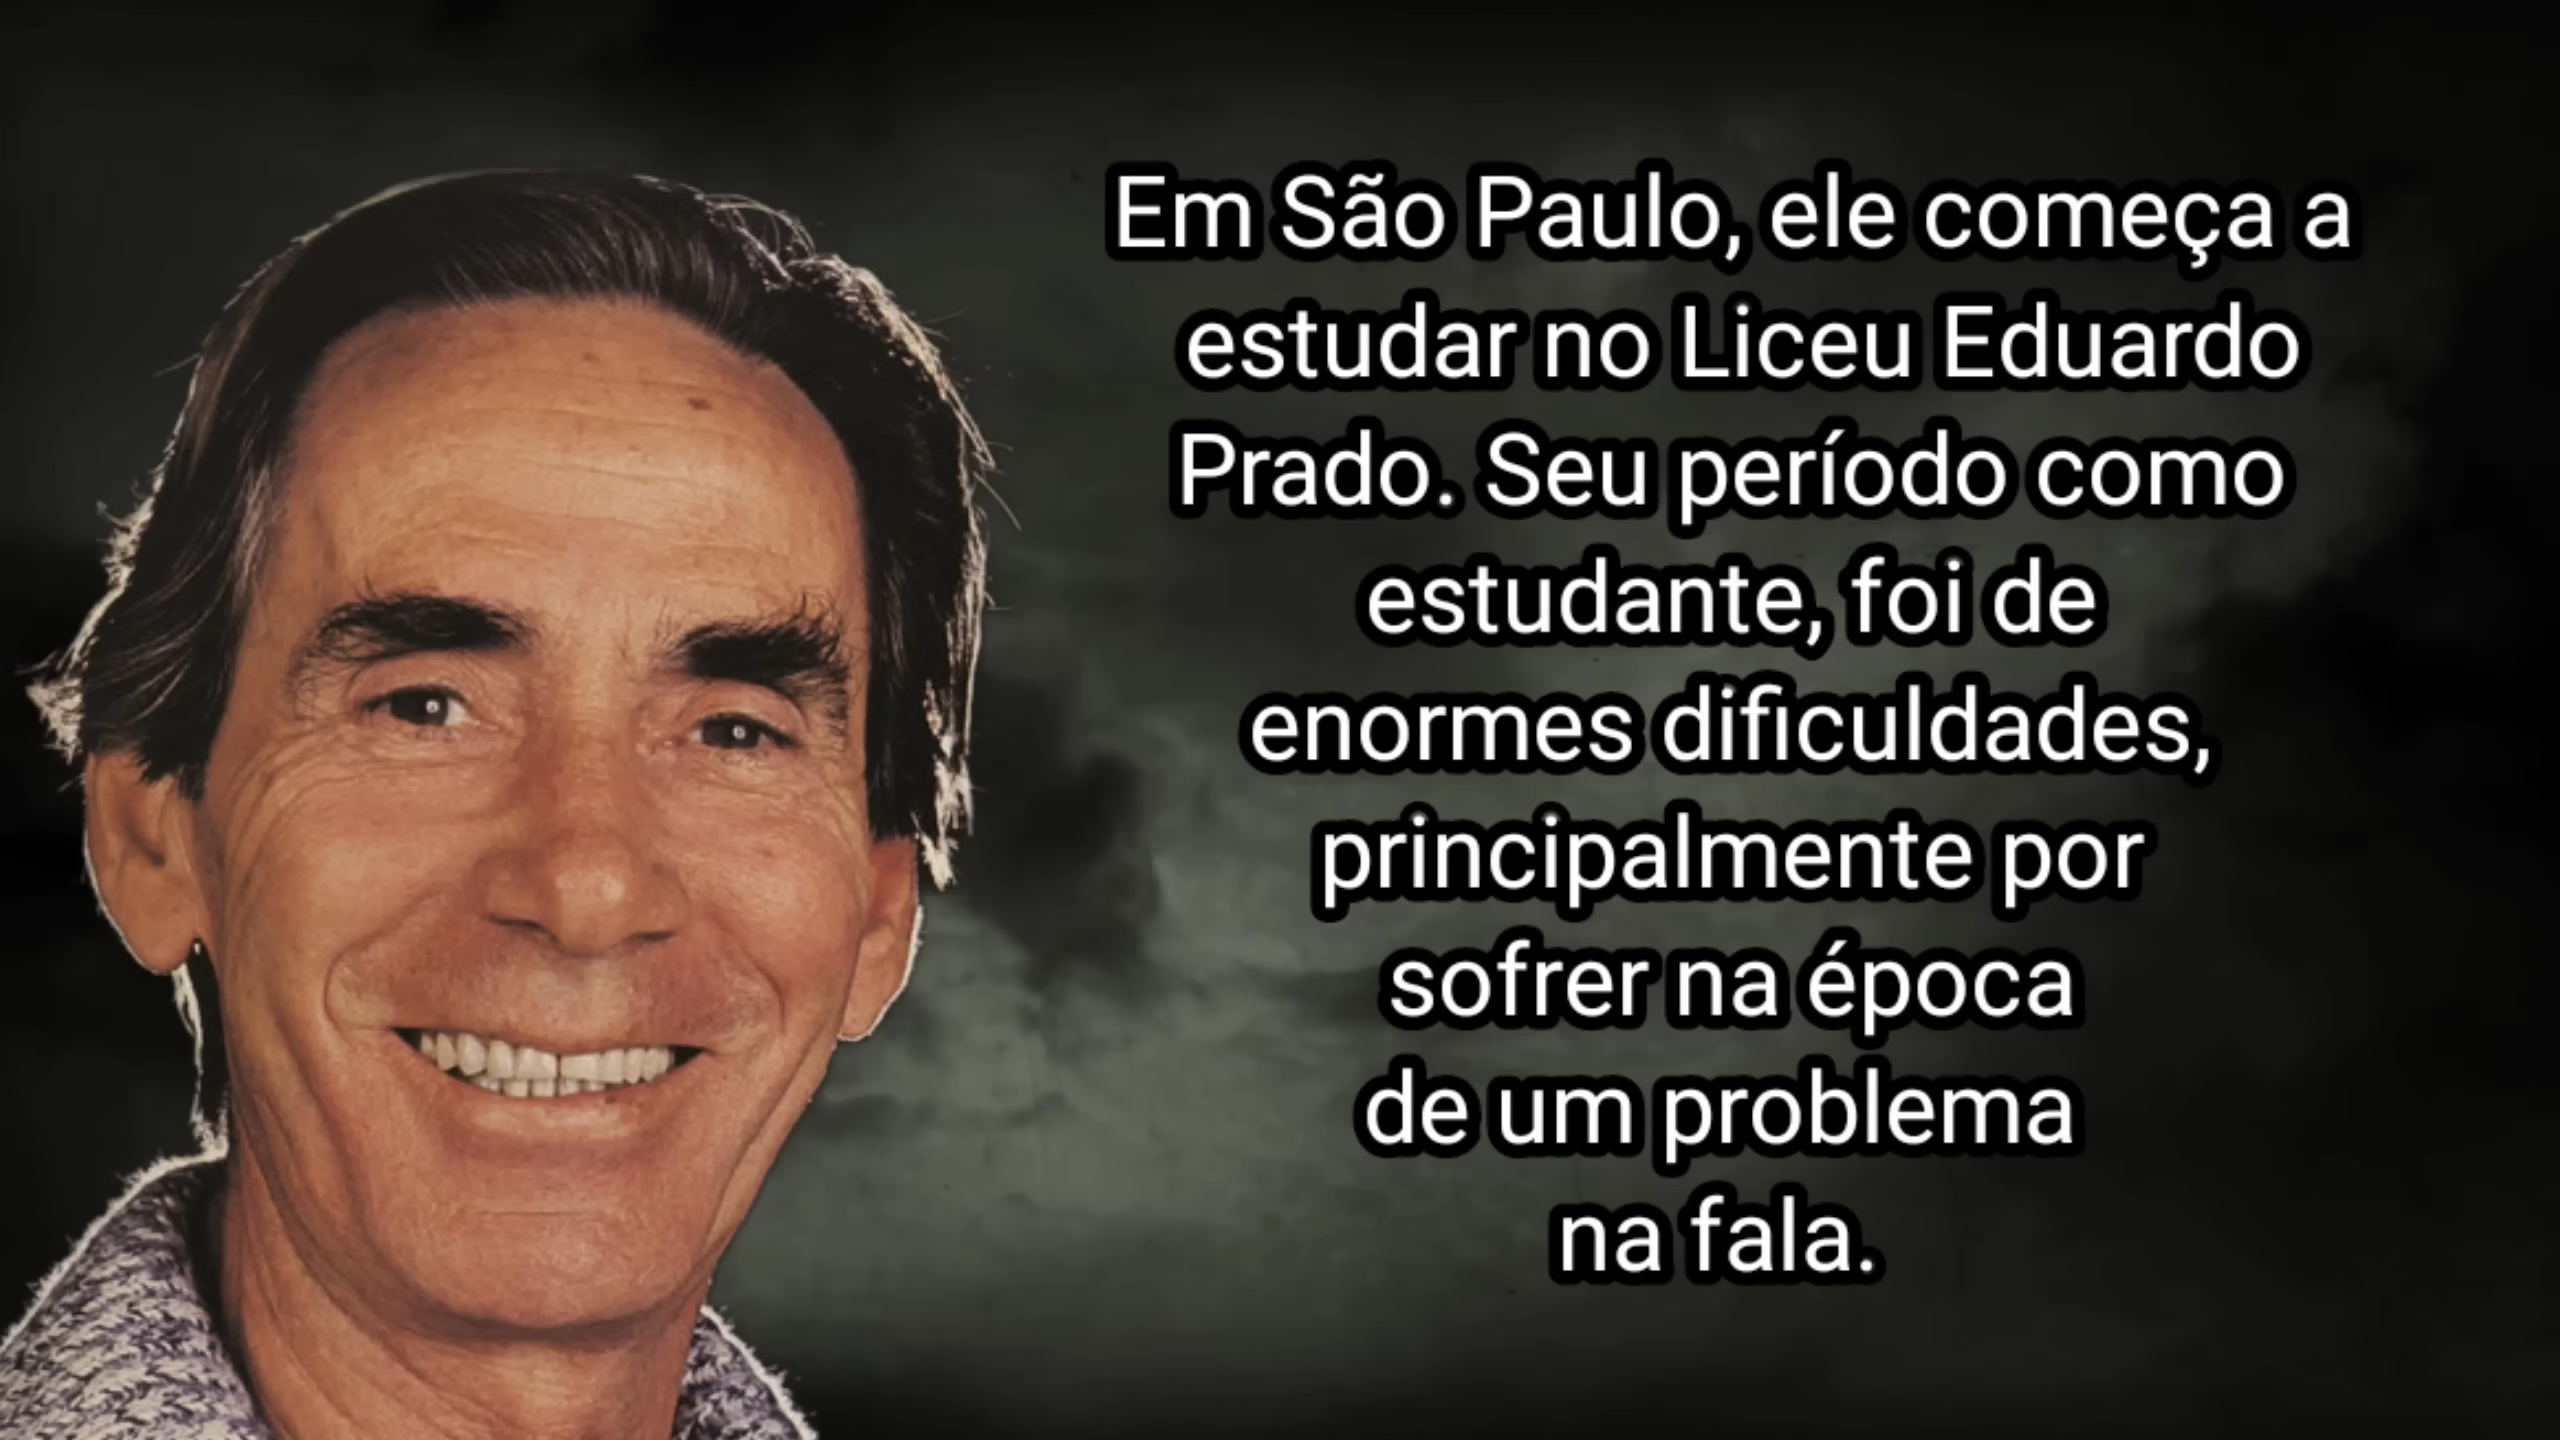 Em São Paulo, ele começa a
estudar no Liceu Eduardo
Prado. Seu período como
estudante, foi de
enormes dificuldades,
principalmente por
sofrer na época
de um problema
na fala.